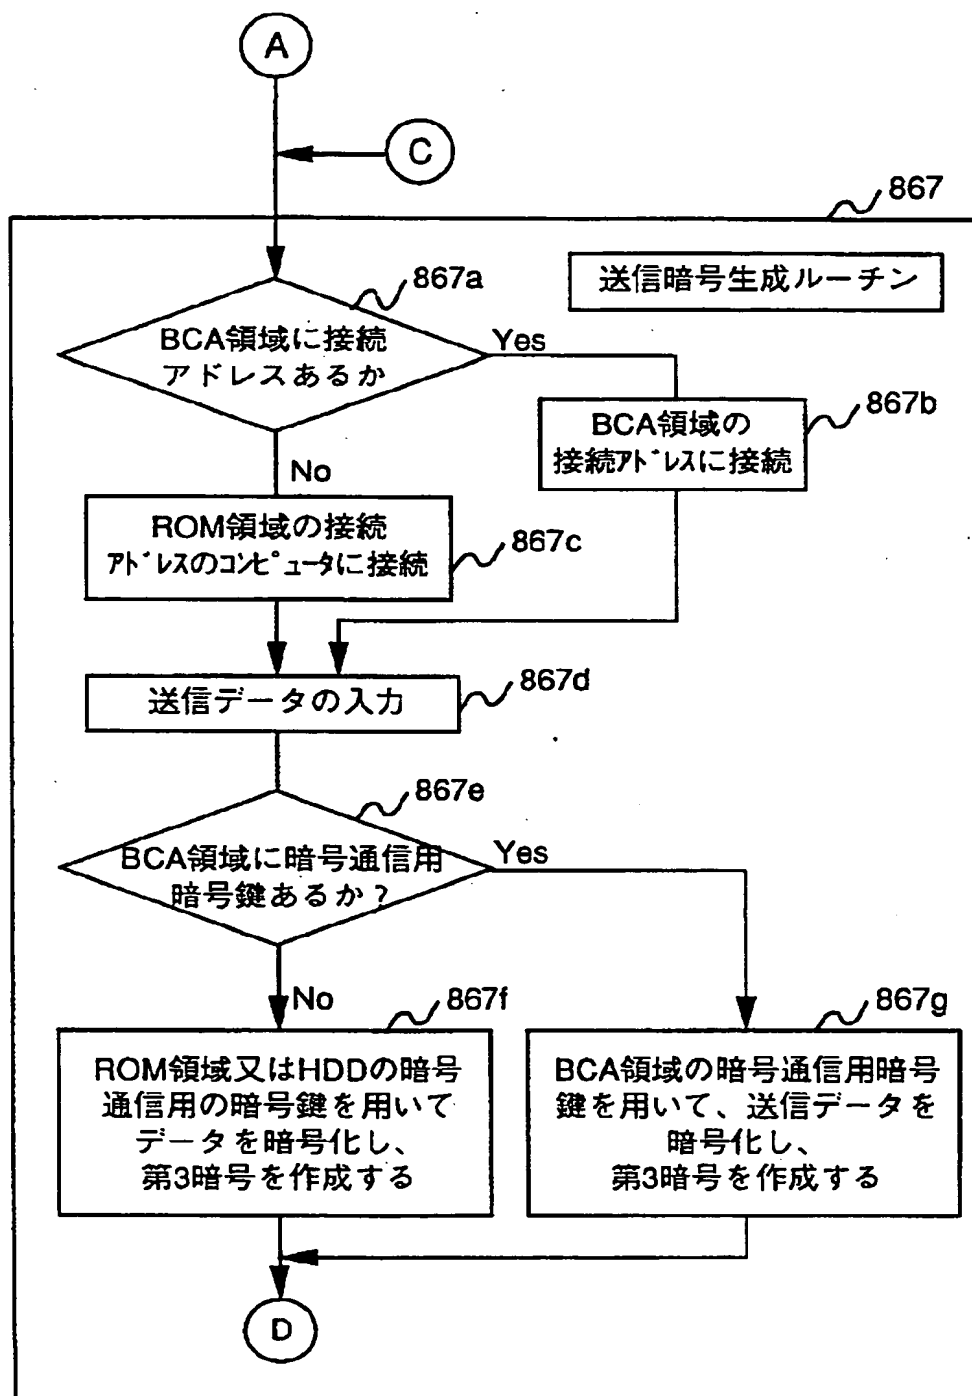 A
C
867
送信暗号生成ルーチン
867a
BCA領域に接続
アドレスあるか
Yes
867b
BCA領域の
接続ｱﾄﾞﾚｽに接続
No
ROM領域の接続
ｱﾄﾞﾚｽのｺﾝﾋﾟｭｰﾀに接続
867c
送信データの入力
867d
867e
BCA領域に暗号通信用
暗号鍵あるか？
Yes
No
867f
ROM領域又はHDDの暗号
通信用の暗号鍵を用いて
データを暗号化し、
第3暗号を作成する
867g
BCA領域の暗号通信用暗号
鍵を用いて、送信データを
暗号化し、
第3暗号を作成する
D